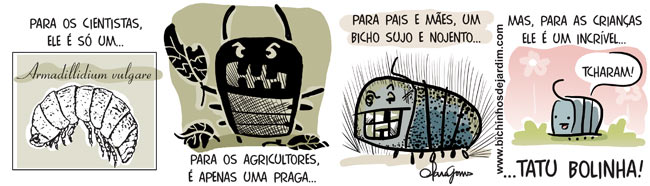 PARA OS CIENTISTAS,
ELE É SÓ UM...
Armadillidium vulgare
PARA OS AGRICULTORES,
É APENAS UMA PRAGA...
PARA PAIS E MÃES, UM
BICHO SUJO E NOJENTO...
MAS, PARA AS CRIANÇAS
ELE É UM INCRÍVEL...
TCHARAM!
...TATU BOLINHA!
www.bichinhosdejardim.com